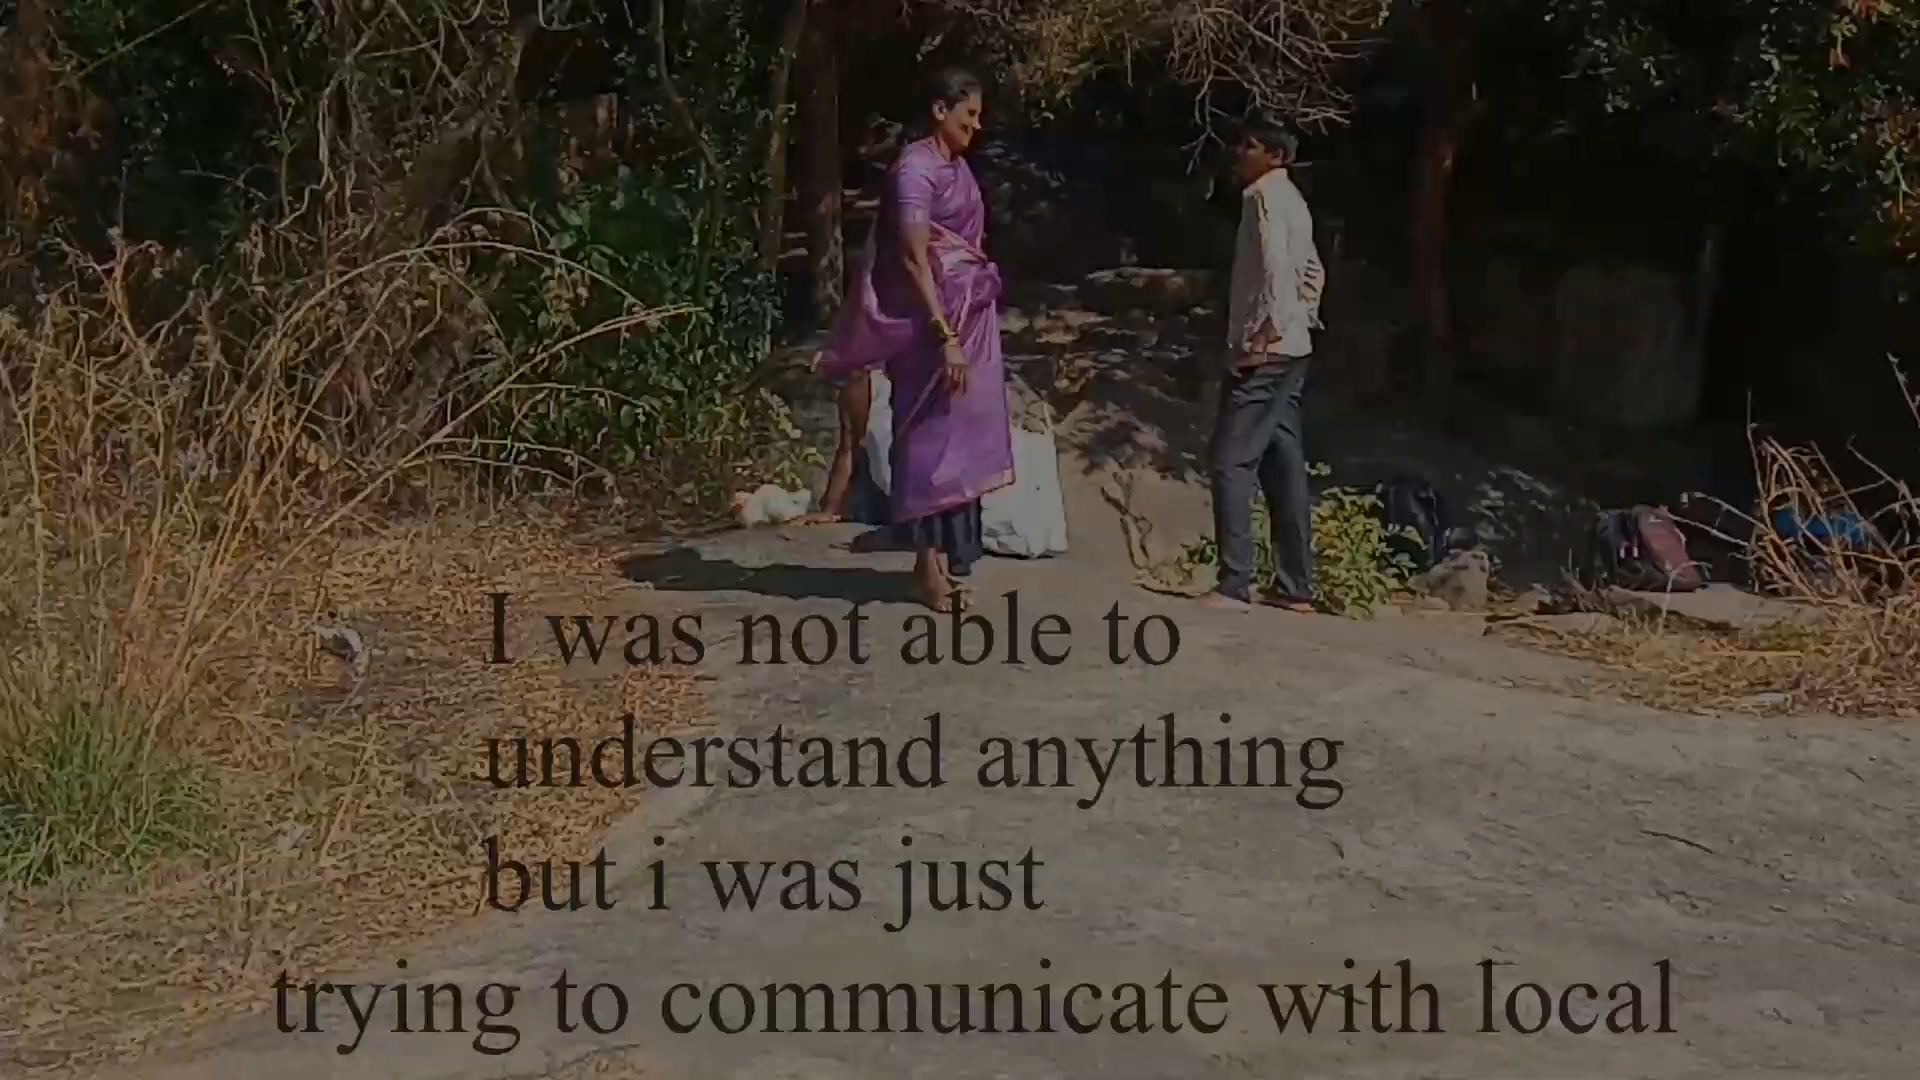 I was not able to
understand anything
but i was just
trying to communicate with local